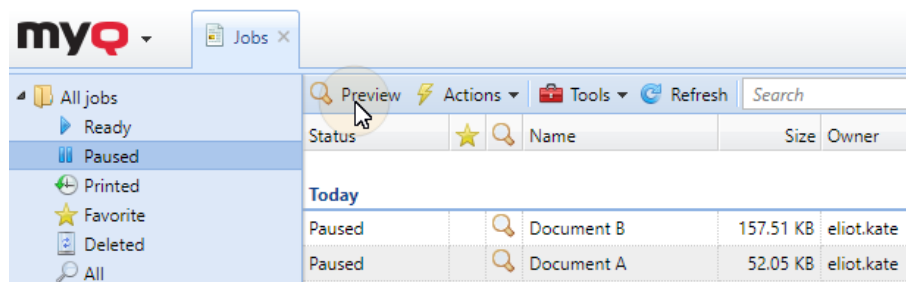 myQ
Jobs
All jobs
Ready
Paused
Printed
Favorite
Deleted
All
Preview Actions Tools Refresh Search
Status Name Size Owner
Today
Paused Document B 157.51 KB eliot.kate
Paused Document A 52.05 KB eliot.kate